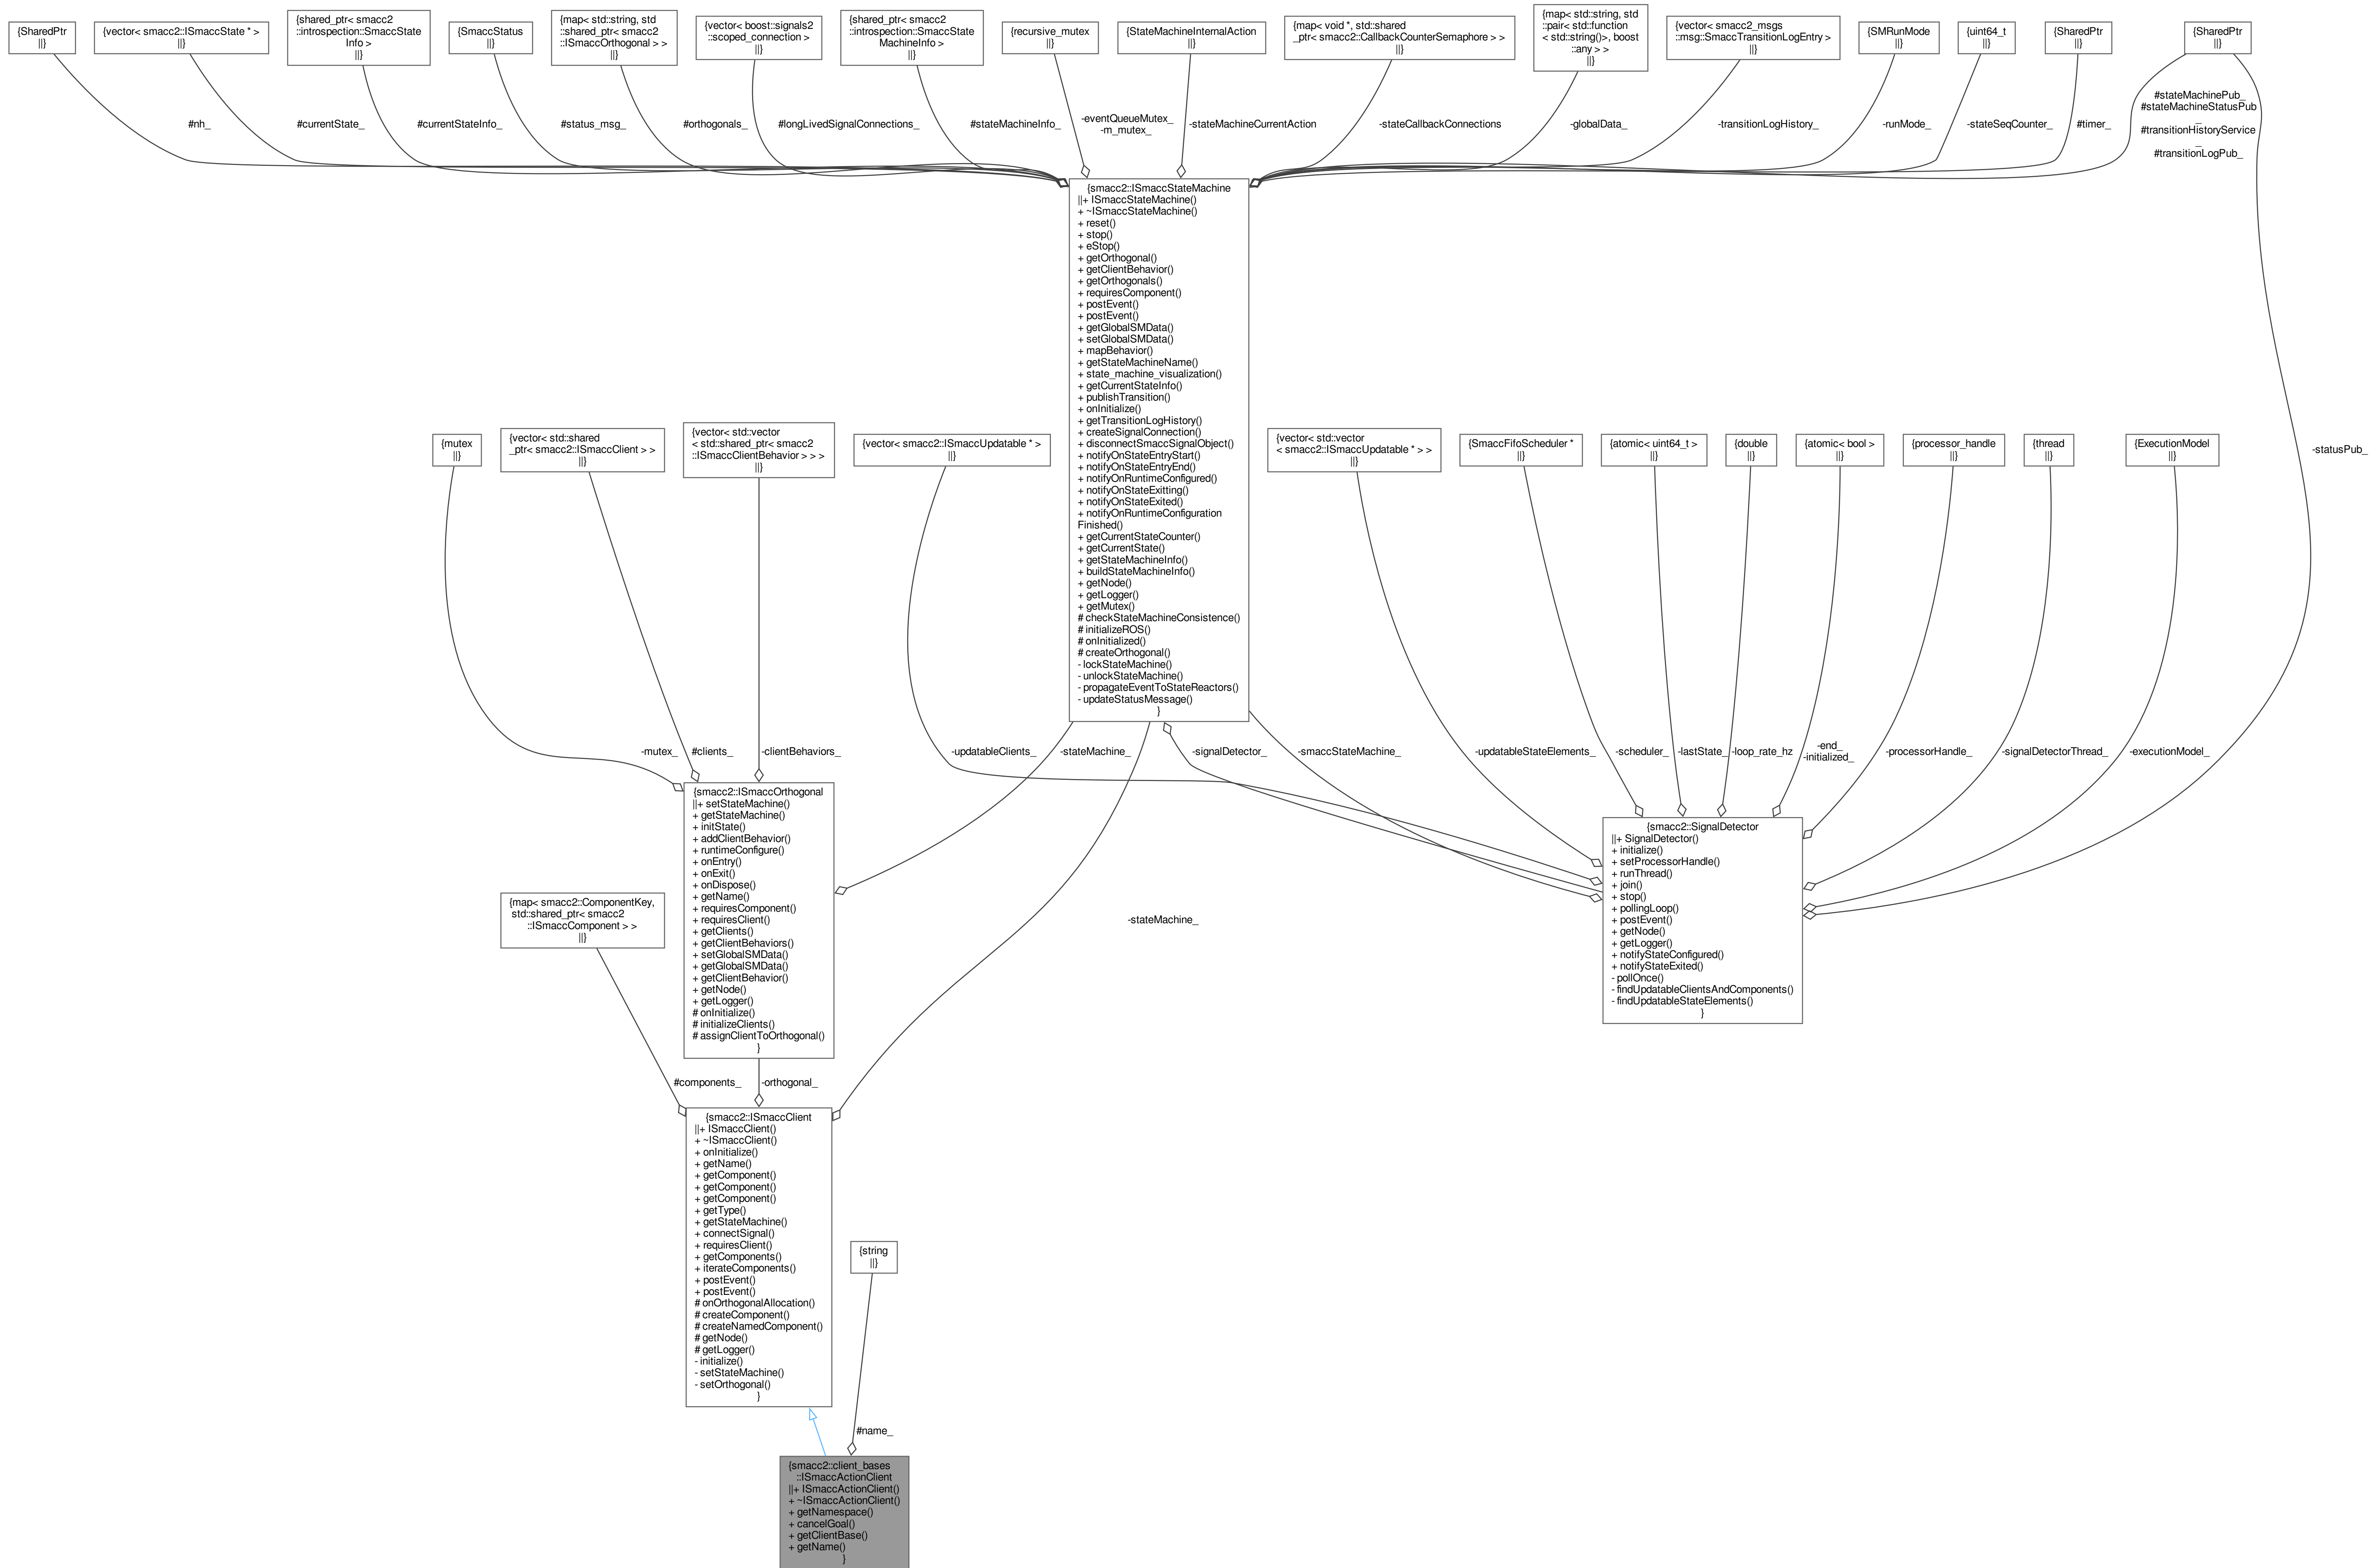 {SharedPtr
||}
{vector< smacc2::ISmaccState * >
||}
{shared_ptr< smacc2
::introspection::SmaccState
Info >
||}
{SmaccStatus
||}
{map< std::string, std
::shared_ptr< smacc2
::ISmaccOrthogonal > >
||}
{vector< boost::signals2
::scoped_connection >
||}
{shared_ptr< smacc2
::introspection::SmaccState
MachineInfo >
||}
{recursive_mutex
||}
{StateMachineInternalAction
||}
{map< void *, std::shared
_ptr< smacc2::CallbackCounterSemaphore > >
||}
{map< std::string, std
::pair< std::function
< std::string()>, boost
::any > >
||}
{vector< smacc2_msgs
::msg::SmaccTransitionLogEntry >
||}
{SMRunMode
||}
{uint64_t
||}
{SharedPtr
||}
{SharedPtr
||}
#nh_
#currentState_
#currentStateInfo_
#status_msg_
#orthogonals_
#longLivedSignalConnections_
#stateMachineInfo_
-eventQueueMutex_
-m_mutex_
-stateMachineCurrentAction
-stateCallbackConnections
-globalData_
-transitionLogHistory_
-runMode_
-stateSeqCounter_
#timer_
#stateMachinePub_
#stateMachineStatusPub
_
#transitionHistoryService
_
#transitionLogPub_
{smacc2::ISmaccStateMachine
||+ ISmaccStateMachine()
+ ~ISmaccStateMachine()
+ reset()
+ stop()
+ eStop()
+ getOrthogonal()
+ getClientBehavior()
+ getOrthogonals()
+ requiresComponent()
+ postEvent()
+ postEvent()
+ getGlobalSMData()
+ setGlobalSMData()
+ mapBehavior()
+ getStateMachineName()
+ state_machine_visualization()
+ getCurrentStateInfo()
+ publishTransition()
+ onInitialize()
+ getTransitionLogHistory()
+ createSignalConnection()
+ disconnectSmaccSignalObject()
+ notifyOnStateEntryStart()
+ notifyOnStateEntryEnd()
+ notifyOnRuntimeConfigured()
+ notifyOnStateExitting()
+ notifyOnStateExited()
+ notifyOnRuntimeConfiguration
Finished()
+ getCurrentStateCounter()
+ getCurrentState()
+ getStateMachineInfo()
+ buildStateMachineInfo()
+ getNode()
+ getLogger()
+ getMutex()
# checkStateMachineConsistence()
# initializeROS()
# onInitialized()
# createOrthogonal()
- lockStateMachine()
- unlockStateMachine()
- propagateEventToStateReactors()
- updateStatusMessage()
}
{mutex
||}
{vector< std::shared
_ptr< smacc2::ISmaccClient > >
||}
{vector< std::vector
< std::shared_ptr< smacc2
::ISmaccClientBehavior > > >
||}
{vector< smacc2::ISmaccUpdatable * >
||}
{vector< std::vector
< smacc2::ISmaccUpdatable * > >
||}
{SmaccFifoScheduler *
||}
{atomic< uint64_t >
||}
{double
||}
{atomic< bool >
||}
{processor_handle
||}
{thread
||}
{ExecutionModel
||}
-statusPub_
-mutex_
#clients_
-clientBehaviors_
-updatableClients_
-stateMachine_
-signalDetector_
-smaccStateMachine_
-updatableStateElements_
-scheduler_
-lastState_
-loop_rate_hz
-end_
-initialized_
-processorHandle_
-signalDetectorThread_
-executionModel_
{smacc2::ISmaccOrthogonal
||+ setStateMachine()
+ getStateMachine()
+ initState()
+ addClientBehavior()
+ runtimeConfigure()
+ onEntry()
+ onExit()
+ onDispose()
+ getName()
+ requiresComponent()
+ requiresClient()
+ getClients()
+ getClientBehaviors()
+ setGlobalSMData()
+ getGlobalSMData()
+ getClientBehavior()
+ getNode()
+ getLogger()
# onInitialize()
# initializeClients()
# assignClientToOrthogonal()
}
{smacc2::SignalDetector
||+ SignalDetector()
+ initialize()
+ setProcessorHandle()
+ runThread()
+ join()
+ stop()
+ pollingLoop()
+ postEvent()
+ getNode()
+ getLogger()
+ notifyStateConfigured()
+ notifyStateExited()
- pollOnce()
- findUpdatableClientsAndComponents()
- findUpdatableStateElements()
}
{map< smacc2::ComponentKey,
std::shared_ptr< smacc2
::ISmaccComponent > >
||}
-stateMachine_
#components_
-orthogonal_
{smacc2::ISmaccClient
||+ ISmaccClient()
+ ~ISmaccClient()
+ onInitialize()
+ getName()
+ getComponent()
+ getComponent()
+ getComponent()
+ getType()
+ getStateMachine()
+ connectSignal()
+ requiresClient()
+ getComponents()
+ iterateComponents()
+ postEvent()
+ postEvent()
# onOrthogonalAllocation()
# createComponent()
# createNamedComponent()
# getNode()
# getLogger()
- initialize()
- setStateMachine()
- setOrthogonal()
}
{string
||}
#name_
{smacc2::client_bases
::ISmaccActionClient
||+ ISmaccActionClient()
+ ~ISmaccActionClient()
+ getNamespace()
+ cancelGoal()
+ getClientBase()
+ getName()
}